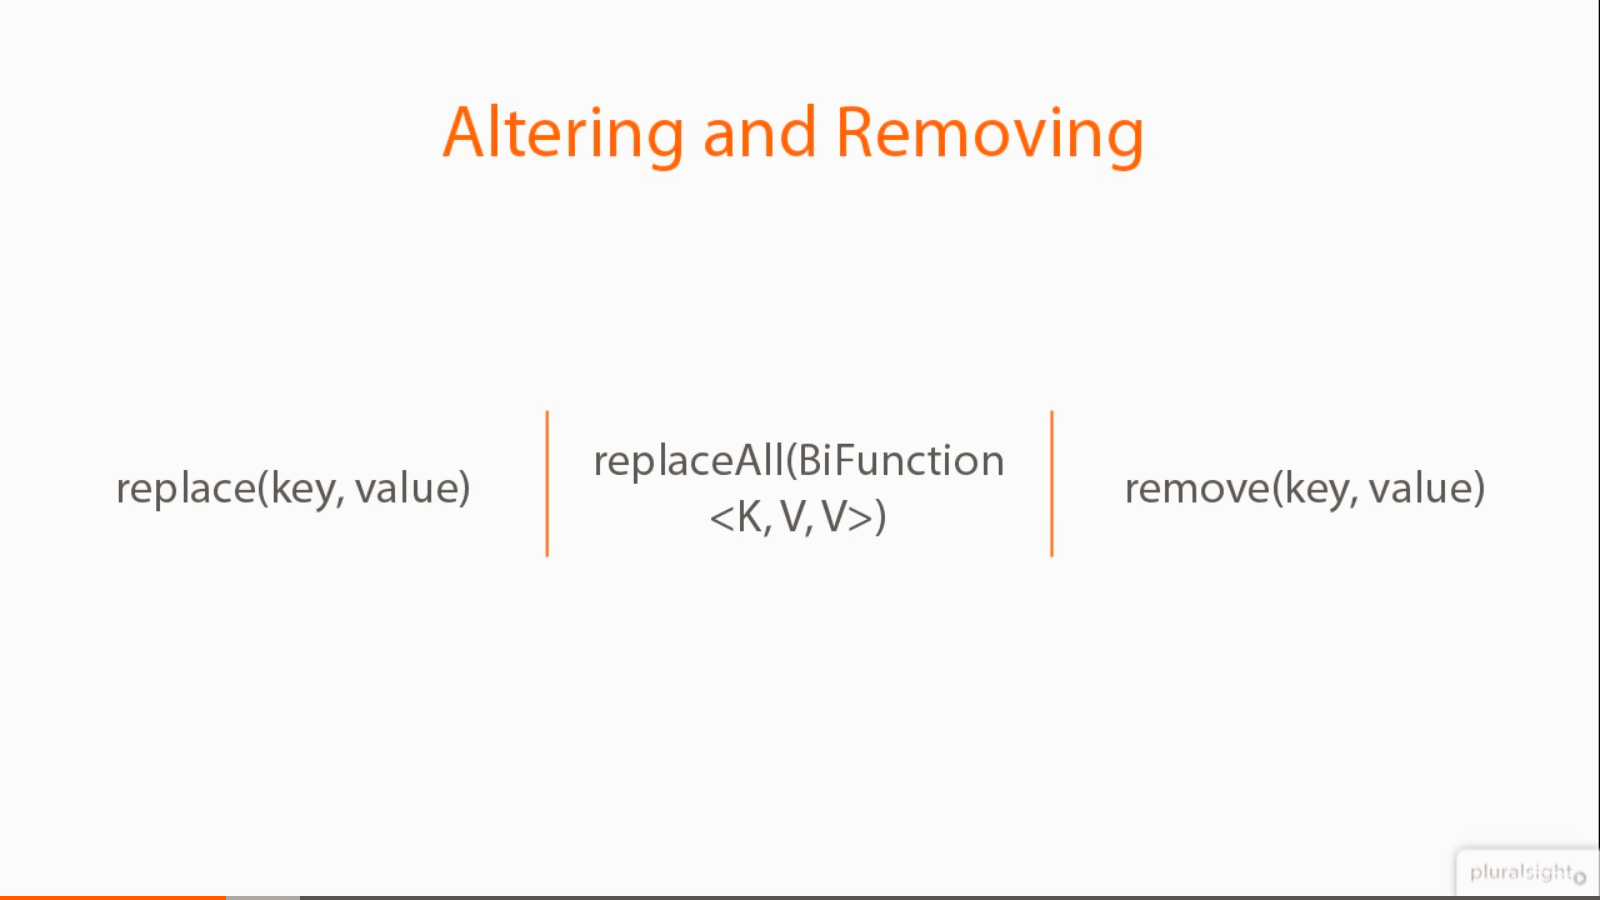 Altering and Removing
replace(key, value)
replaceAll(BiFunction
<K, V, V>)
remove(key, value)
pluralsight